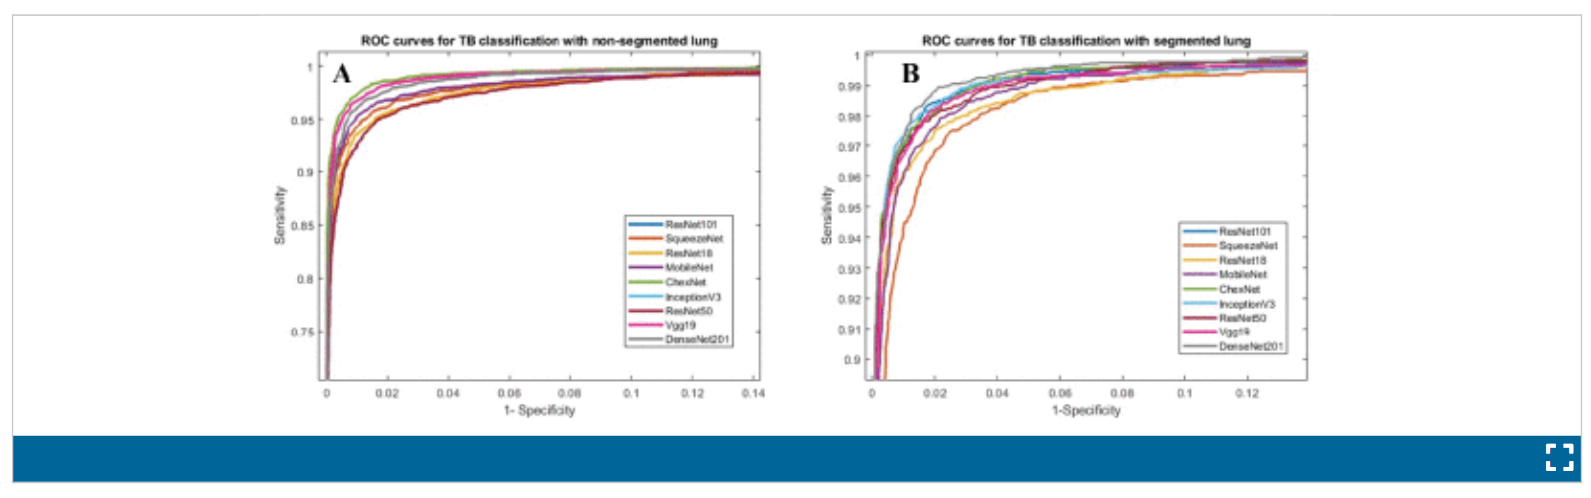 ROC curves for TB classification with non-segmented lung
A
1
0.95
0.9
0.85
0.8
0.75
Sensitivity
ResNet101
SqueezeNet
ResNet18
MobileNet
ChexNet
InceptionV3
ResNet50
Vgg19
DenseNet201
0 0.02 0.04 0.06 0.08 0.1 0.12 0.14
1- Specificity
ROC curves for TB classification with segmented lung
B
1
0.99
0.98
0.97
0.96
0.95
0.94
0.93
0.92
0.91
0.9
Sensitivity
ResNet101
SqueezeNet
ResNet18
MobileNet
ChexNet
InceptionV3
ResNet50
Vgg19
DenseNet201
0 0.02 0.04 0.06 0.08 0.1 0.12
1-Specificity